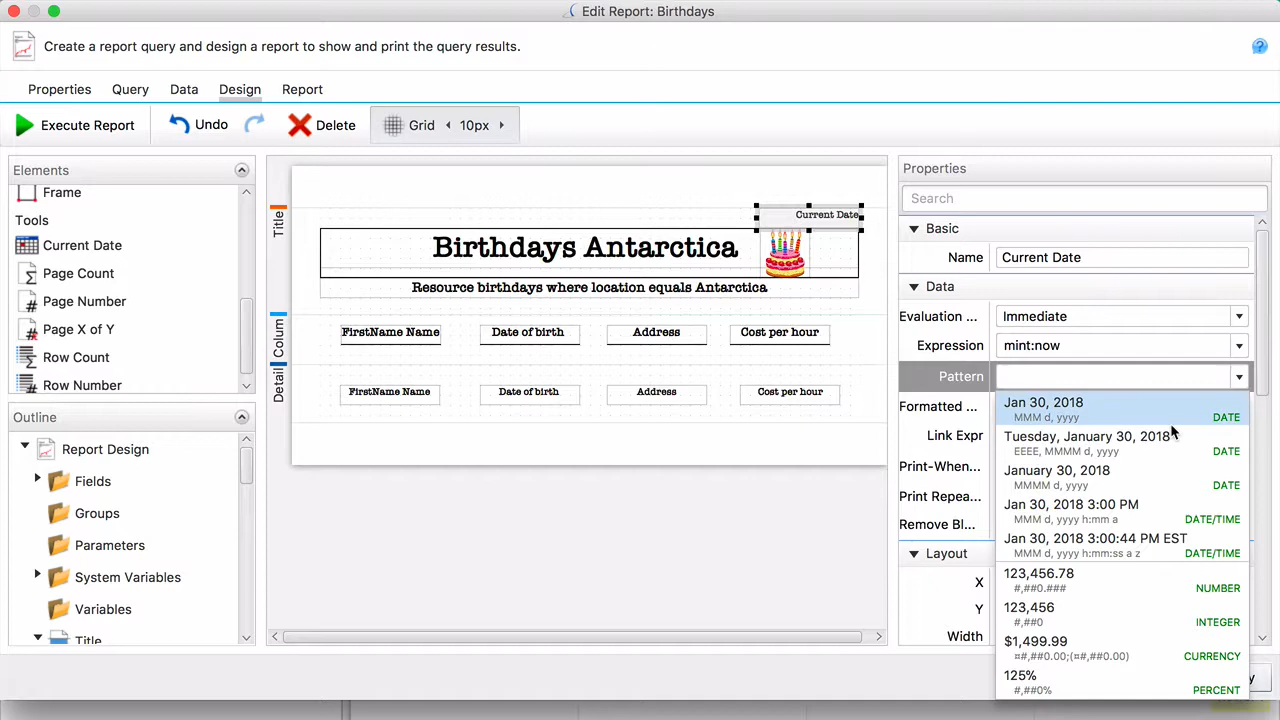 Edit Report: Birthdays
Create a report query and design a report to show and print the query results.
Properties
Query
Data
Design
Report
Execute Report
Undo
Delete
Grid
10px
Elements
Frame
Tools
Current Date
Page Count
Page Number
Page X of Y
Row Count
Row Number
Outline
Report Design
Fields
Groups
Parameters
System Variables
Variables
Title
Title
Colum
Detail
Current Date
Birthdays Antarctica
Resource birthdays where location equals Antarctica
FirstName Name
Date of birth
Address
Cost per hour
FirstName Name
Date of birth
Address
Cost per hour
Properties
Search
Basic
Name
Current Date
Data
Evaluation ...
Immediate
Expression
mint:now
Pattern
Formatted ...
Link Expr
Print-When...
Print Repea...
Remove Bl...
Layout
X
Y
Width
Jan 30, 2018
MMM d, yyyy
DATE
Tuesday, January 30, 2018
EEEE, MMMM d, yyyy
DATE
January 30, 2018
MMMM d, yyyy
DATE
Jan 30, 2018 3:00 PM
MMM d, yyyy h:mm a
DATE/TIME
Jan 30, 2018 3:00:44 PM EST
MMM d, yyyy h:mm:ss a z
DATE/TIME
123,456.78
#,##0.###
NUMBER
123,456
#,##0
INTEGER
$1,499.99
¤#,##0.00;(¤#,##0.00)
CURRENCY
125%
#,##0%
PERCENT